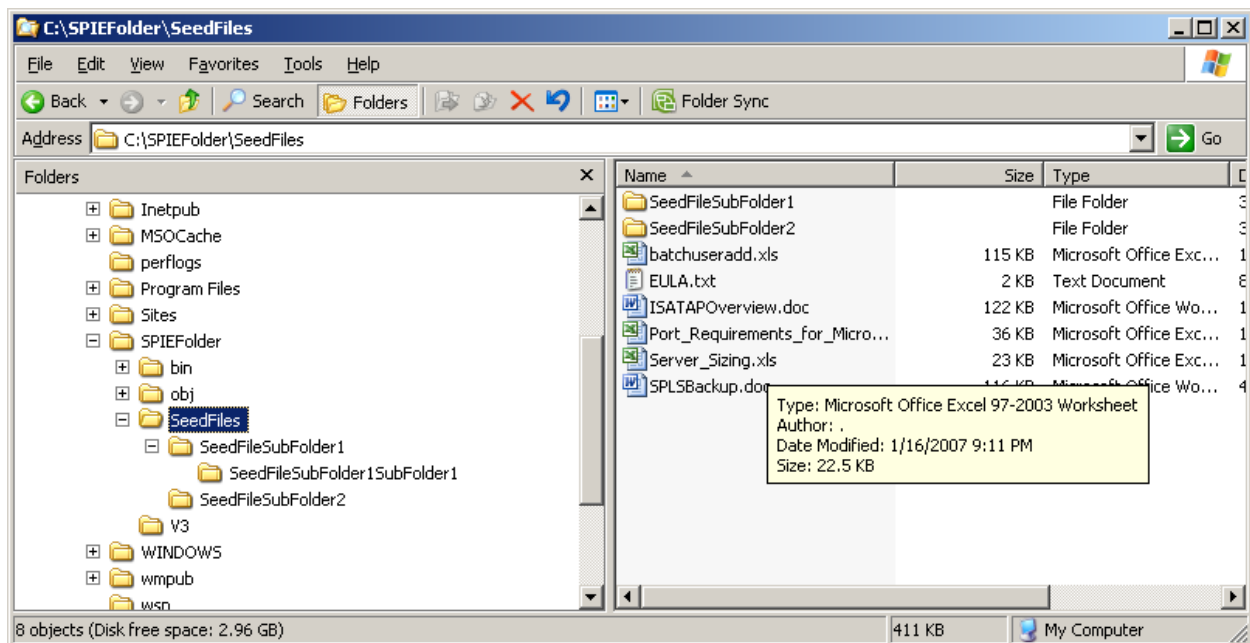 C:\SPIEFolder\SeedFiles
File Edit View Favorites Tools Help
Back Search Folders Folder Sync
Address C:\SPIEFolder\SeedFiles Go
Folders
Inetpub
MSOCache
perflogs
Program Files
Sites
SPIEFolder
bin
obj
SeedFiles
SeedFileSubFolder1
SeedFileSubFolder1SubFolder1
SeedFileSubFolder2
V3
WINDOWS
wmpub
Name Size Type
SeedFileSubFolder1 File Folder
SeedFileSubFolder2 File Folder
batchuseradd.xls 115 KB Microsoft Office Exc...
EULA.txt 2 KB Text Document
ISATAPOverview.doc 122 KB Microsoft Office Wo...
Port_Requirements_for_Micro... 36 KB Microsoft Office Exc...
Server_Sizing.xls 23 KB Microsoft Office Exc...
SPLSBackup.doc 116 KB Microsoft Office Wo...
Type: Microsoft Office Excel 97-2003 Worksheet
Author: .
Date Modified: 1/16/2007 9:11 PM
Size: 22.5 KB
8 objects (Disk free space: 2.96 GB) 411 KB My Computer